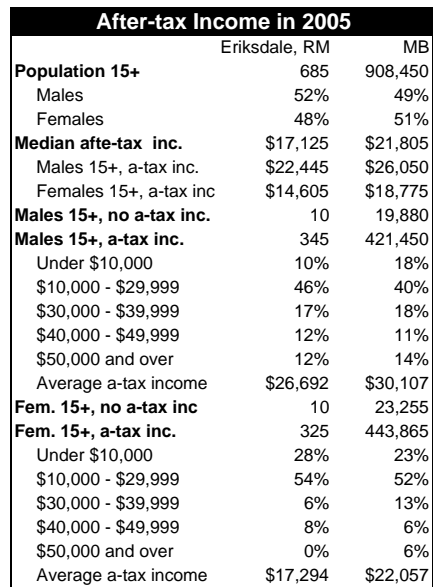 After-tax Income in 2005
Eriksdale, RM MB
Population 15+ 685 908,450
Males 52% 49%
Females 48% 51%
Median afte-tax inc. $17,125 $21,805
Males 15+, a-tax inc. $22,445 $26,050
Females 15+, a-tax inc $14,605 $18,775
Males 15+, no a-tax inc. 10 19,880
Males 15+, a-tax inc. 345 421,450
Under $10,000 10% 18%
$10,000 - $29,999 46% 40%
$30,000 - $39,999 17% 18%
$40,000 - $49,999 12% 11%
$50,000 and over 12% 14%
Average a-tax income $26,692 $30,107
Fem. 15+, no a-tax inc 10 23,255
Fem. 15+, a-tax inc. 325 443,865
Under $10,000 28% 23%
$10,000 - $29,999 54% 52%
$30,000 - $39,999 6% 13%
$40,000 - $49,999 8% 6%
$50,000 and over 0% 6%
Average a-tax income $17,294 $22,057